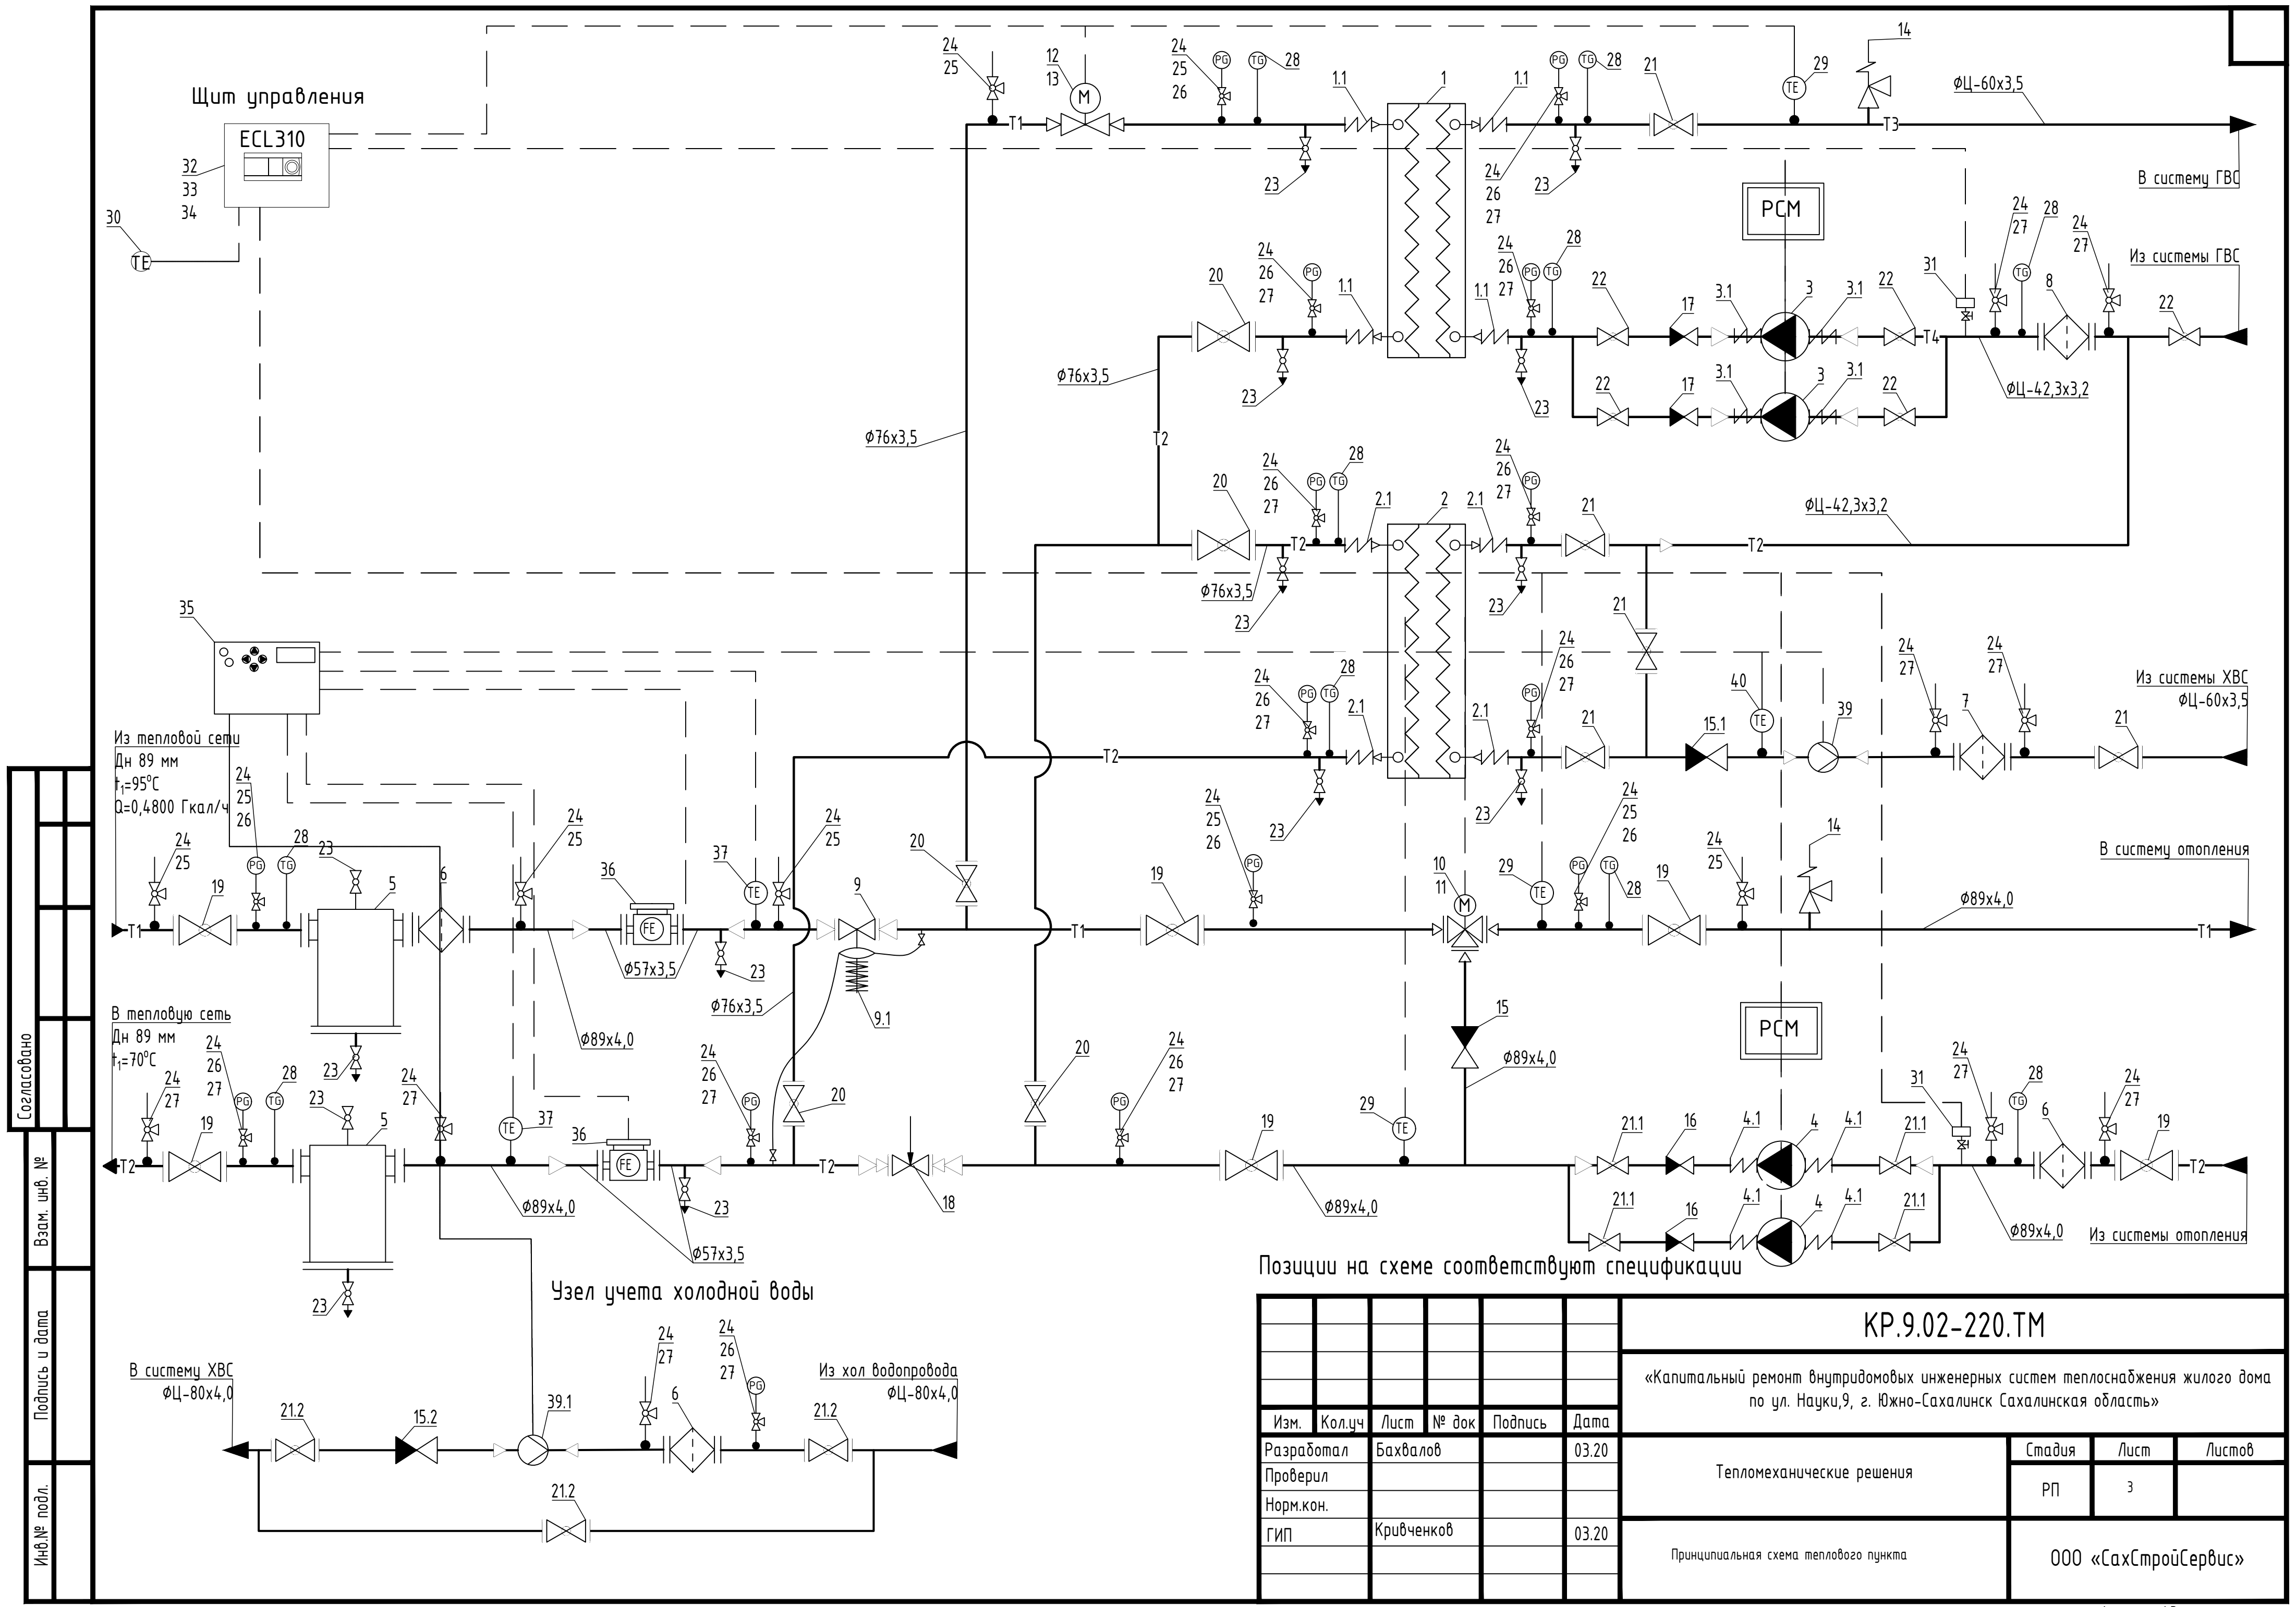 Щит управления
ECL310
32
33
34
30
TE
24
25
12
13
M
24
25
26
PG
TG
28
1.1
1
1.1
PG
TG
28
21
29
TE
14
ФЦ-60х3,5
Т1
Т3
23
24
26
27
23
В систему ГВС
PCM
24
27
28
24
27
Из системы ГВС
20
24
26
27
PG
1.1
1.1
24
26
27
PG
TG
28
22
17
3.1
3
3.1
22
Т4
31
TG
8
22
Ф76х3,5
23
23
22
17
3.1
3
3.1
22
ФЦ-42,3х3,2
Ф76х3,5
Т2
20
24
26
27
PG
TG
28
2.1
2
2.1
24
26
27
PG
21
ФЦ-42,3х3,2
Т2
Т2
Ф76х3,5
23
23
21
35
24
26
27
PG
TG
28
2.1
2.1
PG
24
26
27
21
15.1
40
TE
39
24
27
7
24
27
21
Из системы ХВС
ФЦ-60х3,5
Т2
23
23
Из тепловой сети
Дн 89 мм
t1=95°С
Q=0,4800 Гкал/ч
24
25
26
24
25
19
PG
TG
28
23
5
6
24
25
36
FE
37
TE
24
25
9
20
19
24
25
26
PG
10
11
M
29
TE
24
25
26
PG
TG
28
19
24
25
14
В систему отопления
Ф89х4,0
Т1
Т1
Т1
Ф57х3,5
23
Ф76х3,5
9.1
Ф89х4,0
23
В тепловую сеть
Дн 89 мм
t1=70°С
24
27
19
24
26
27
PG
TG
28
23
5
24
27
TE
37
36
FE
24
26
27
PG
20
20
24
26
27
PG
19
29
TE
15
Ф89х4,0
PCM
21.1
16
4.1
4
4.1
21.1
31
24
27
28
TG
6
24
27
19
Т2
Т2
Т2
Ф89х4,0
23
Ф57х3,5
18
Ф89х4,0
21.1
16
4.1
4
4.1
21.1
Ф89х4,0
Из системы отопления
23
Узел учета холодной воды
Позиции на схеме соответствуют спецификации
В систему ХВС
ФЦ-80х4,0
21.2
15.2
39.1
24
27
6
24
26
27
PG
21.2
Из хол водопровода
ФЦ-80х4,0
21.2
КР.9.02-220.ТМ
«Капитальный ремонт внутридомовых инженерных систем теплоснабжения жилого дома
по ул. Науки,9, г. Южно-Сахалинск Сахалинская область»
Изм. Кол.уч Лист № док Подпись Дата
Разработал Бахвалов 03.20
Проверил
Норм.кон.
ГИП Кривченков 03.20
Тепломеханические решения
Стадия Лист Листов
РП 3
Принципиальная схема теплового пункта
ООО «СахСтройСервис»
Согласовано
Взам. инв. №
Подпись и дата
Инв.№ подл.